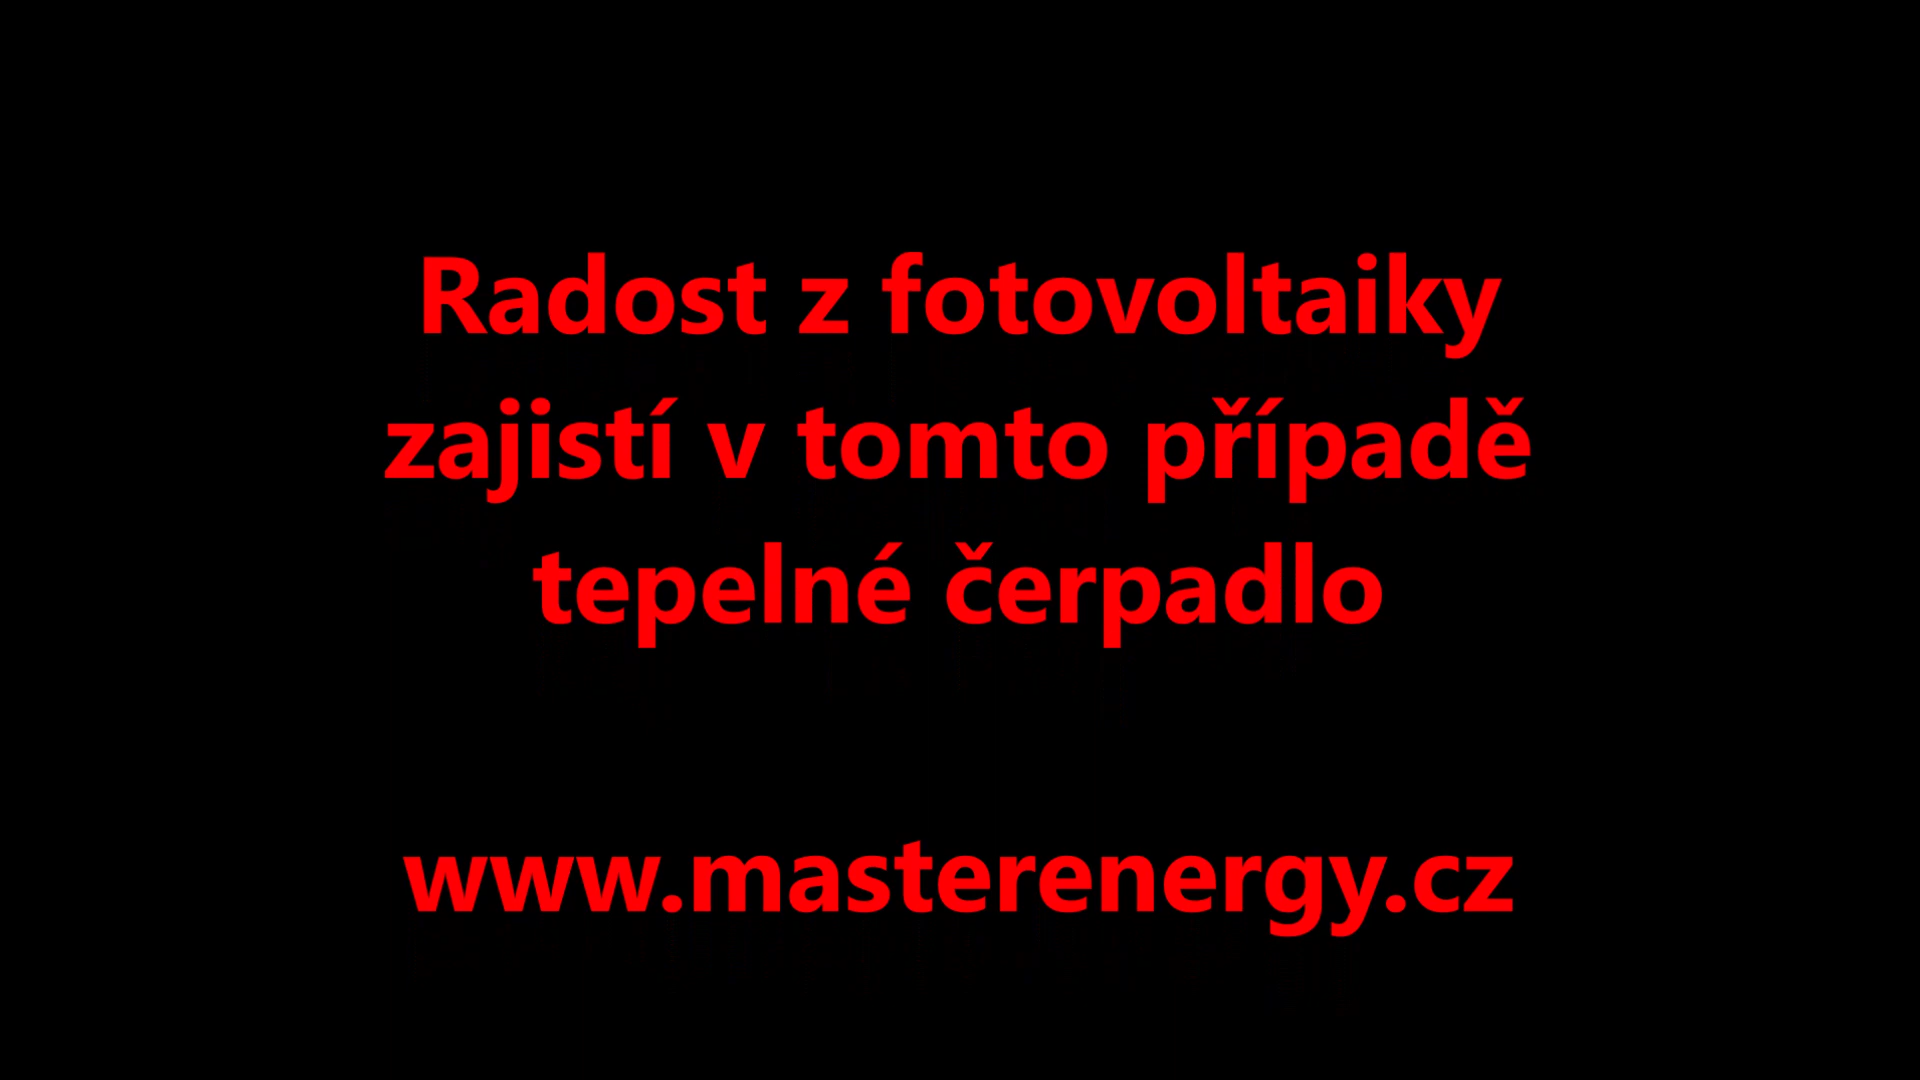 Radost z fotovoltaiky
zajistí v tomto případě
tepelné čerpadlo
www.masterenergy.cz